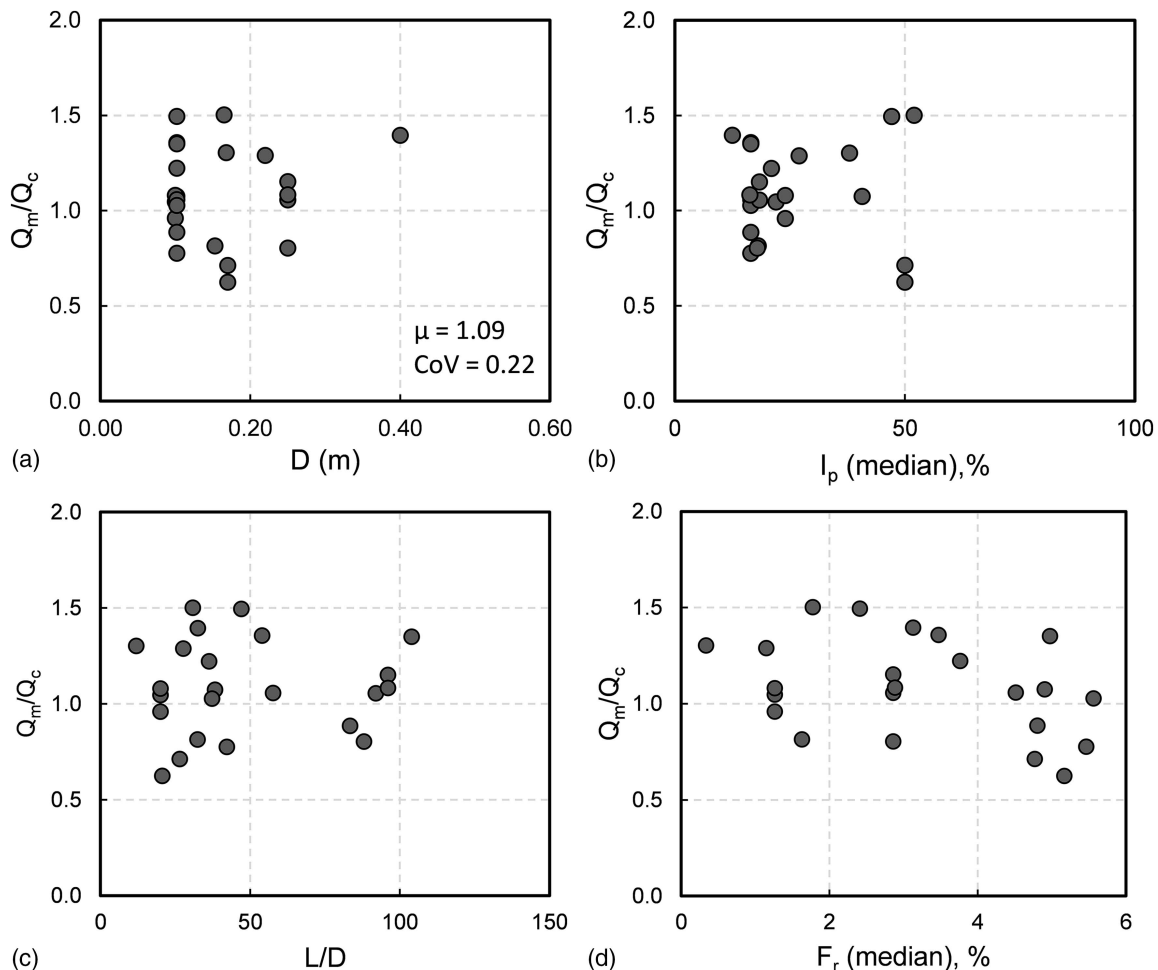 2.0
1.5
1.0
0.5
0.0
Qm/Qc
μ = 1.09
CoV = 0.22
0.00 0.20 0.40 0.60
(a) D (m)
2.0
1.5
1.0
0.5
0.0
Qm/Qc
0 50 100
(b) Ip (median),%
2.0
1.5
1.0
0.5
0.0
Qm/Qc
0 50 100 150
(c) L/D
2.0
1.5
1.0
0.5
0.0
Qm/Qc
0 2 4 6
(d) Fr (median), %